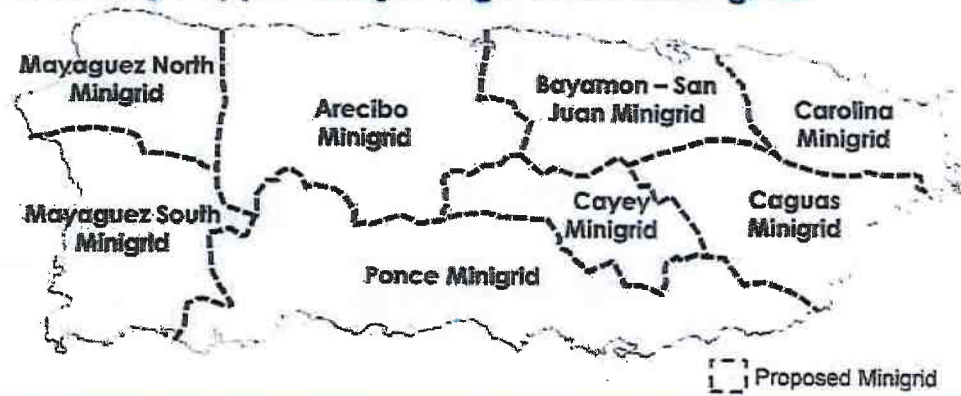 Mayaguez North
Minigrid
Arecibo
Minigrid
Bayamon – San
Juan Minigrid
Carolina
Minigrid
Mayaguez South
Minigrid
Cayey
Minigrid
Caguas
Minigrid
Ponce Minigrid
Proposed Minigrid